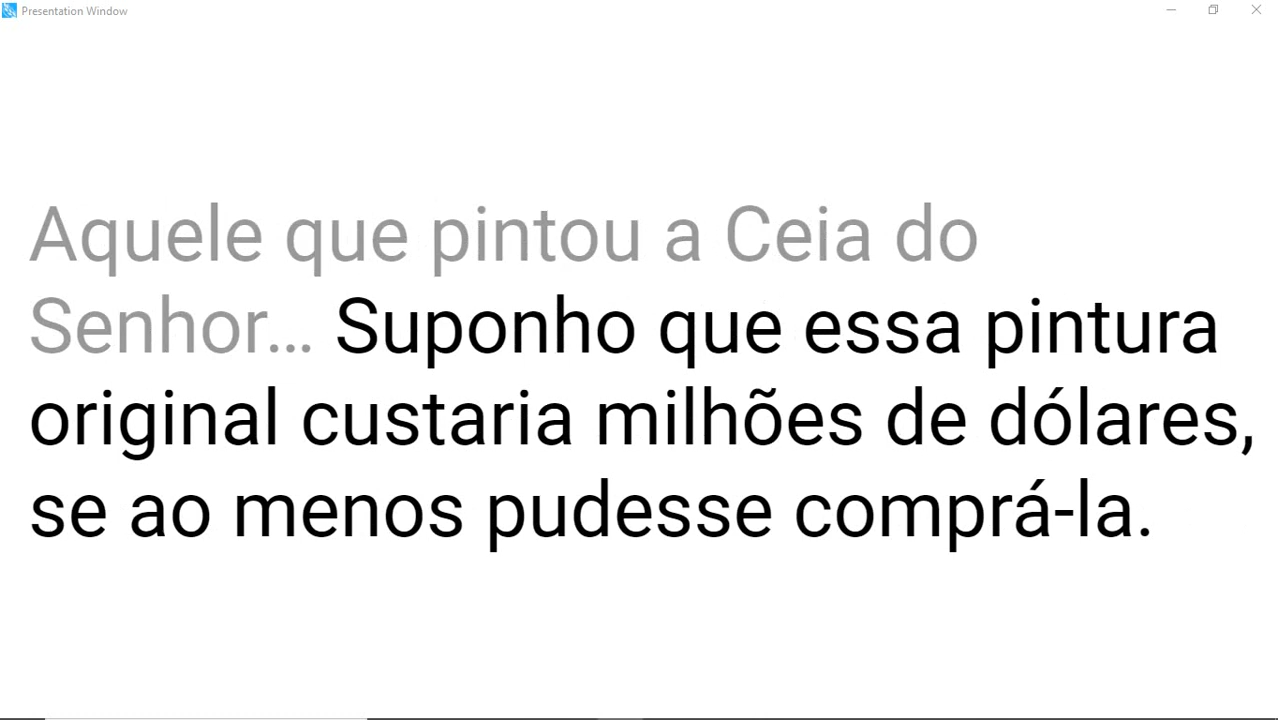 Presentation Window
Aquele que pintou a Ceia do
Senhor... Suponho que essa pintura
original custaria milhões de dólares,
se ao menos pudesse comprá-la.